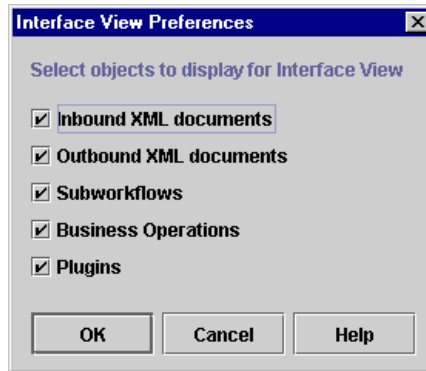 Interface View Preferences
Select objects to display for Interface View
Inbound XML documents
Outbound XML documents
Subworkflows
Business Operations
Plugins
OK Cancel Help